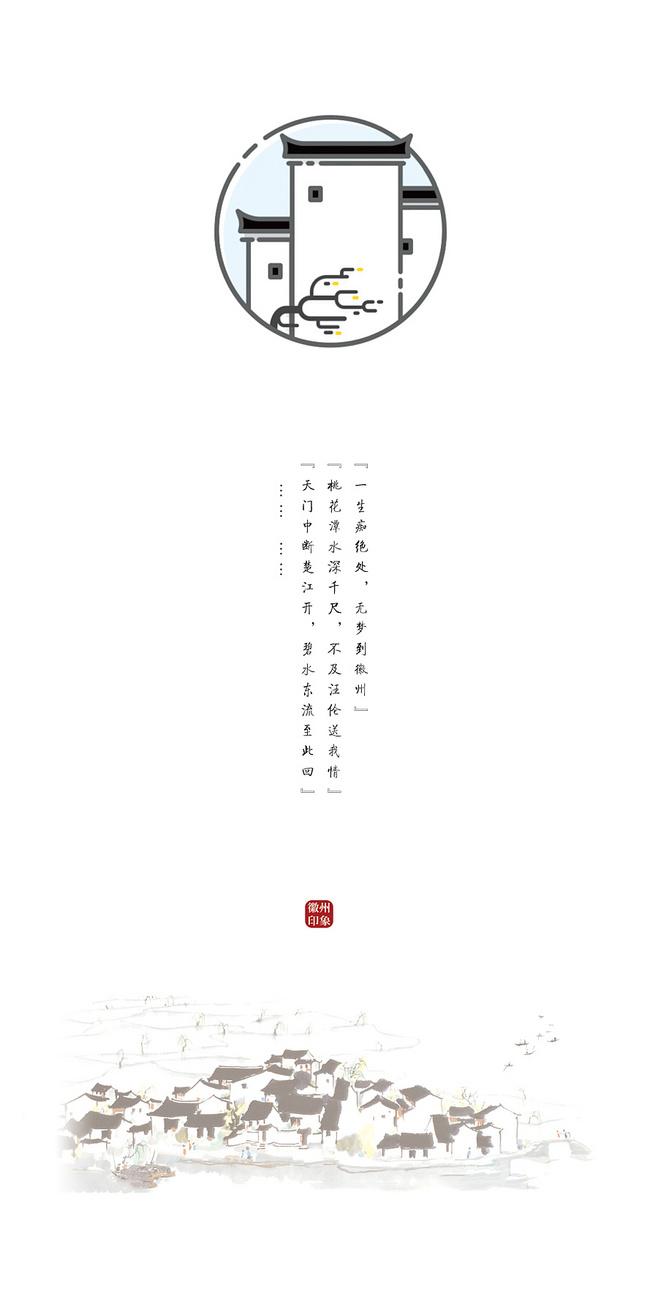 『一生痴绝处，无梦到徽州』
『桃花潭水深千尺，不及汪伦送我情』
『天门中断楚江开，碧水东流至此回』
…… ……
徽州
印象